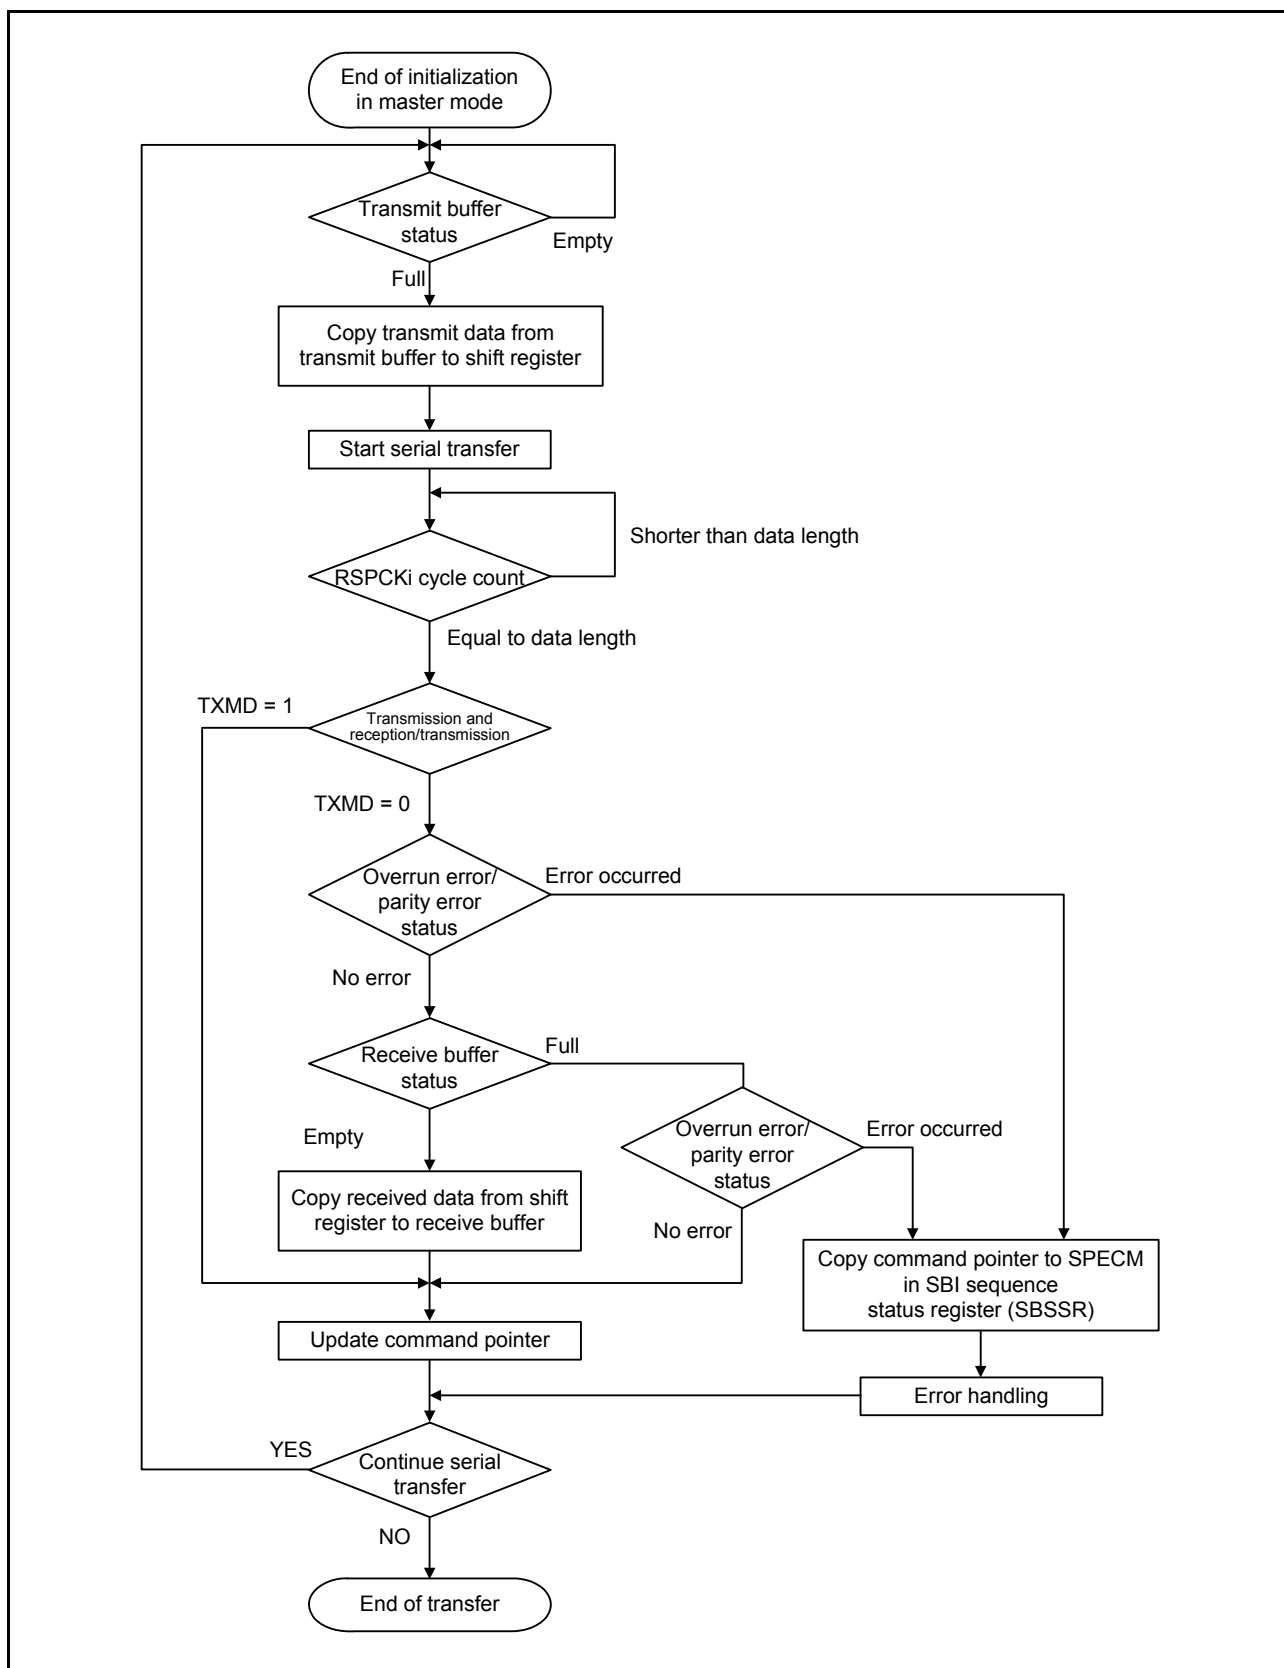 End of initialization
in master mode
Transmit buffer
status
Empty
Full
Copy transmit data from
transmit buffer to shift register
Start serial transfer
Shorter than data length
RSPCKi cycle count
Equal to data length
TXMD = 1
Transmission and
reception/transmission
TXMD = 0
Overrun error/
parity error
status
Error occurred
No error
Receive buffer
status
Full
Empty
Overrun error/
parity error
status
Error occurred
No error
Copy received data from shift
register to receive buffer
Copy command pointer to SPECM
in SBI sequence
status register (SBSSR)
Update command pointer
Error handling
YES
Continue serial
transfer
NO
End of transfer